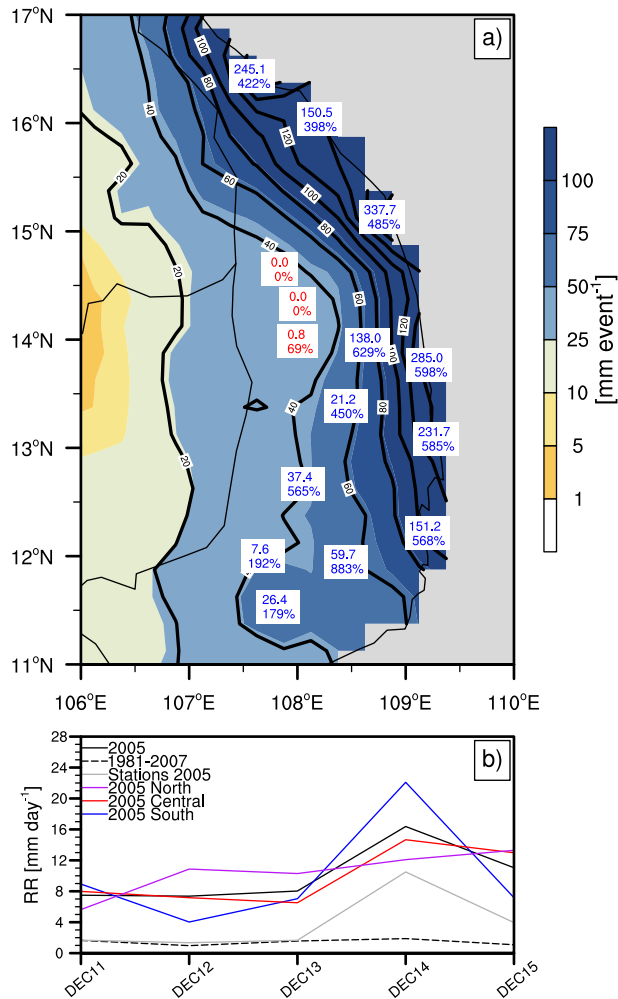 17°N
16°N
15°N
14°N
13°N
12°N
11°N
106°E
107°E
108°E
109°E
110°E
a)
100
80
60
40
20
120
245.1
422%
150.5
398%
100
80
60
40
337.7
485%
20
0.0
0%
0.0
0%
0.8
69%
60
120
100
138.0
629%
285.0
598%
21.2
450%
40
80
231.7
585%
20
37.4
565%
60
151.2
568%
7.6
192%
59.7
883%
26.4
179%
100
75
50
25
10
5
1
[mm event⁻¹]
b)
28
24
20
16
12
8
4
0
RR [mm day⁻¹]
2005
1981-2007
Stations 2005
2005 North
2005 Central
2005 South
DEC11
DEC12
DEC13
DEC14
DEC15